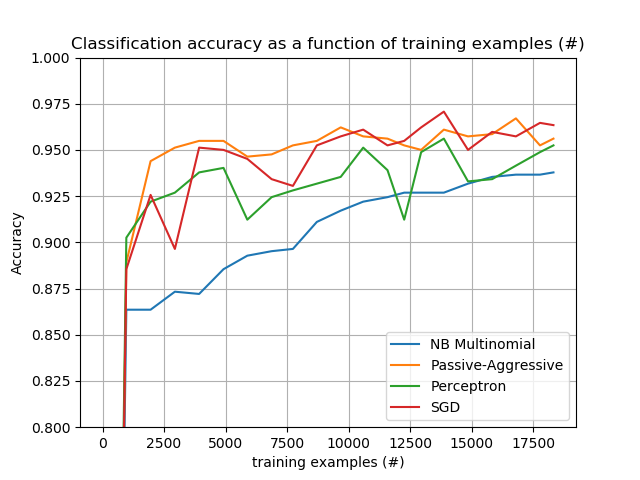 Classification accuracy as a function of training examples (#)
1.000
0.975
0.950
0.925
0.900
0.875
0.850
0.825
0.800
Accuracy
NB Multinomial
Passive-Aggressive
Perceptron
SGD
0 2500 5000 7500 10000 12500 15000 17500
training examples (#)